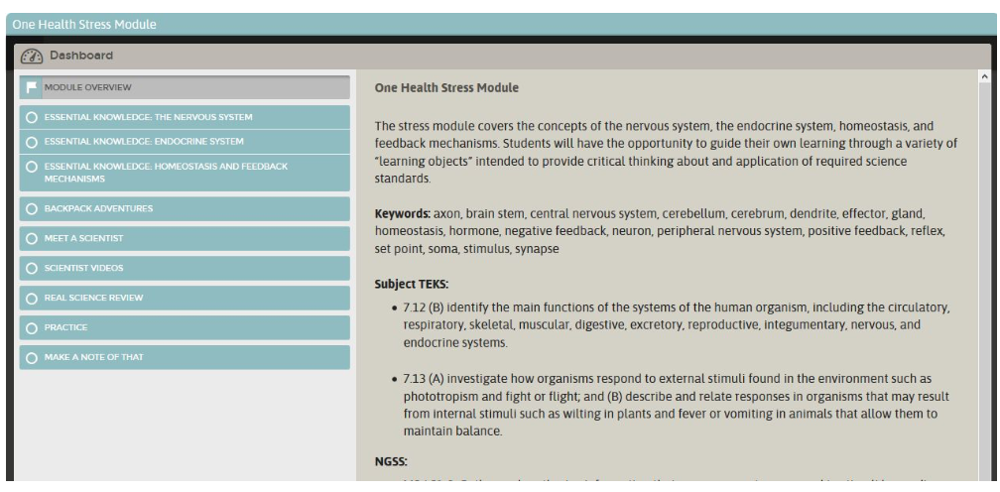 One Health Stress Module
Dashboard
MODULE OVERVIEW
ESSENTIAL KNOWLEDGE: THE NERVOUS SYSTEM
ESSENTIAL KNOWLEDGE: ENDOCRINE SYSTEM
ESSENTIAL KNOWLEDGE: HOMEOSTASIS AND FEEDBACK
MECHANISMS
BACKPACK ADVENTURES
MEET A SCIENTIST
SCIENTIST VIDEOS
REAL SCIENCE REVIEW
PRACTICE
MAKE A NOTE OF THAT
One Health Stress Module
The stress module covers the concepts of the nervous system, the endocrine system, homeostasis, and
feedback mechanisms. Students will have the opportunity to guide their own learning through a variety of
“learning objects” intended to provide critical thinking about and application of required science
standards.
Keywords: axon, brain stem, central nervous system, cerebellum, cerebrum, dendrite, effector, gland,
homeostasis, hormone, negative feedback, neuron, peripheral nervous system, positive feedback, reflex,
set point, soma, stimulus, synapse
Subject TEKS:
• 7.12 (B) identify the main functions of the systems of the human organism, including the circulatory,
respiratory, skeletal, muscular, digestive, excretory, reproductive, integumentary, nervous, and
endocrine systems.
• 7.13 (A) investigate how organisms respond to external stimuli found in the environment such as
phototropism and fight or flight; and (B) describe and relate responses in organisms that may result
from internal stimuli such as wilting in plants and fever or vomiting in animals that allow them to
maintain balance.
NGSS: